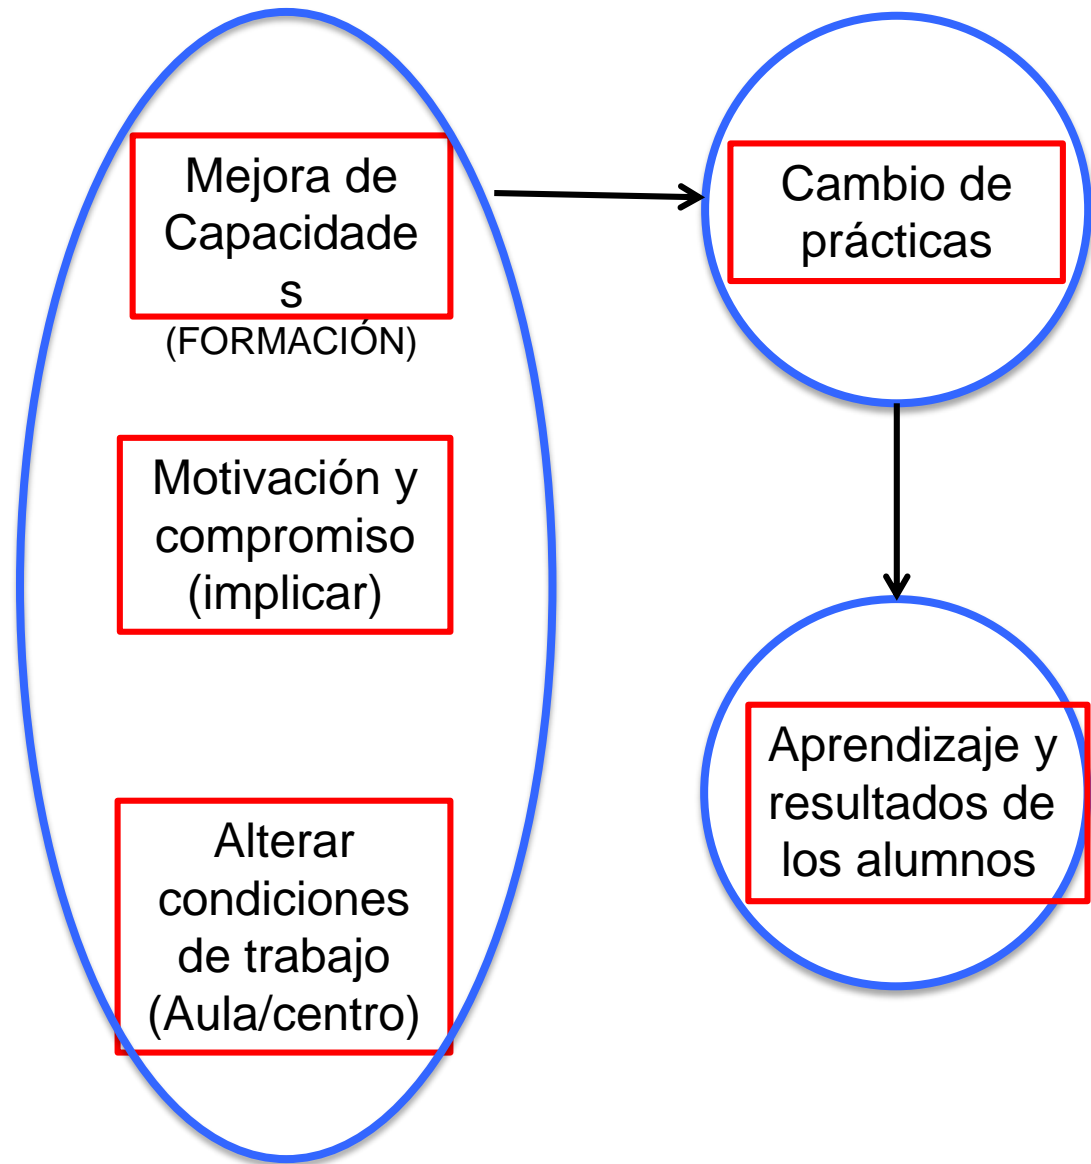 Mejora de
Capacidade
s
(FORMACIÓN)
Motivación y
compromiso
(implicar)
Alterar
condiciones
de trabajo
(Aula/centro)
Cambio de
prácticas
Aprendizaje y
resultados de
los alumnos